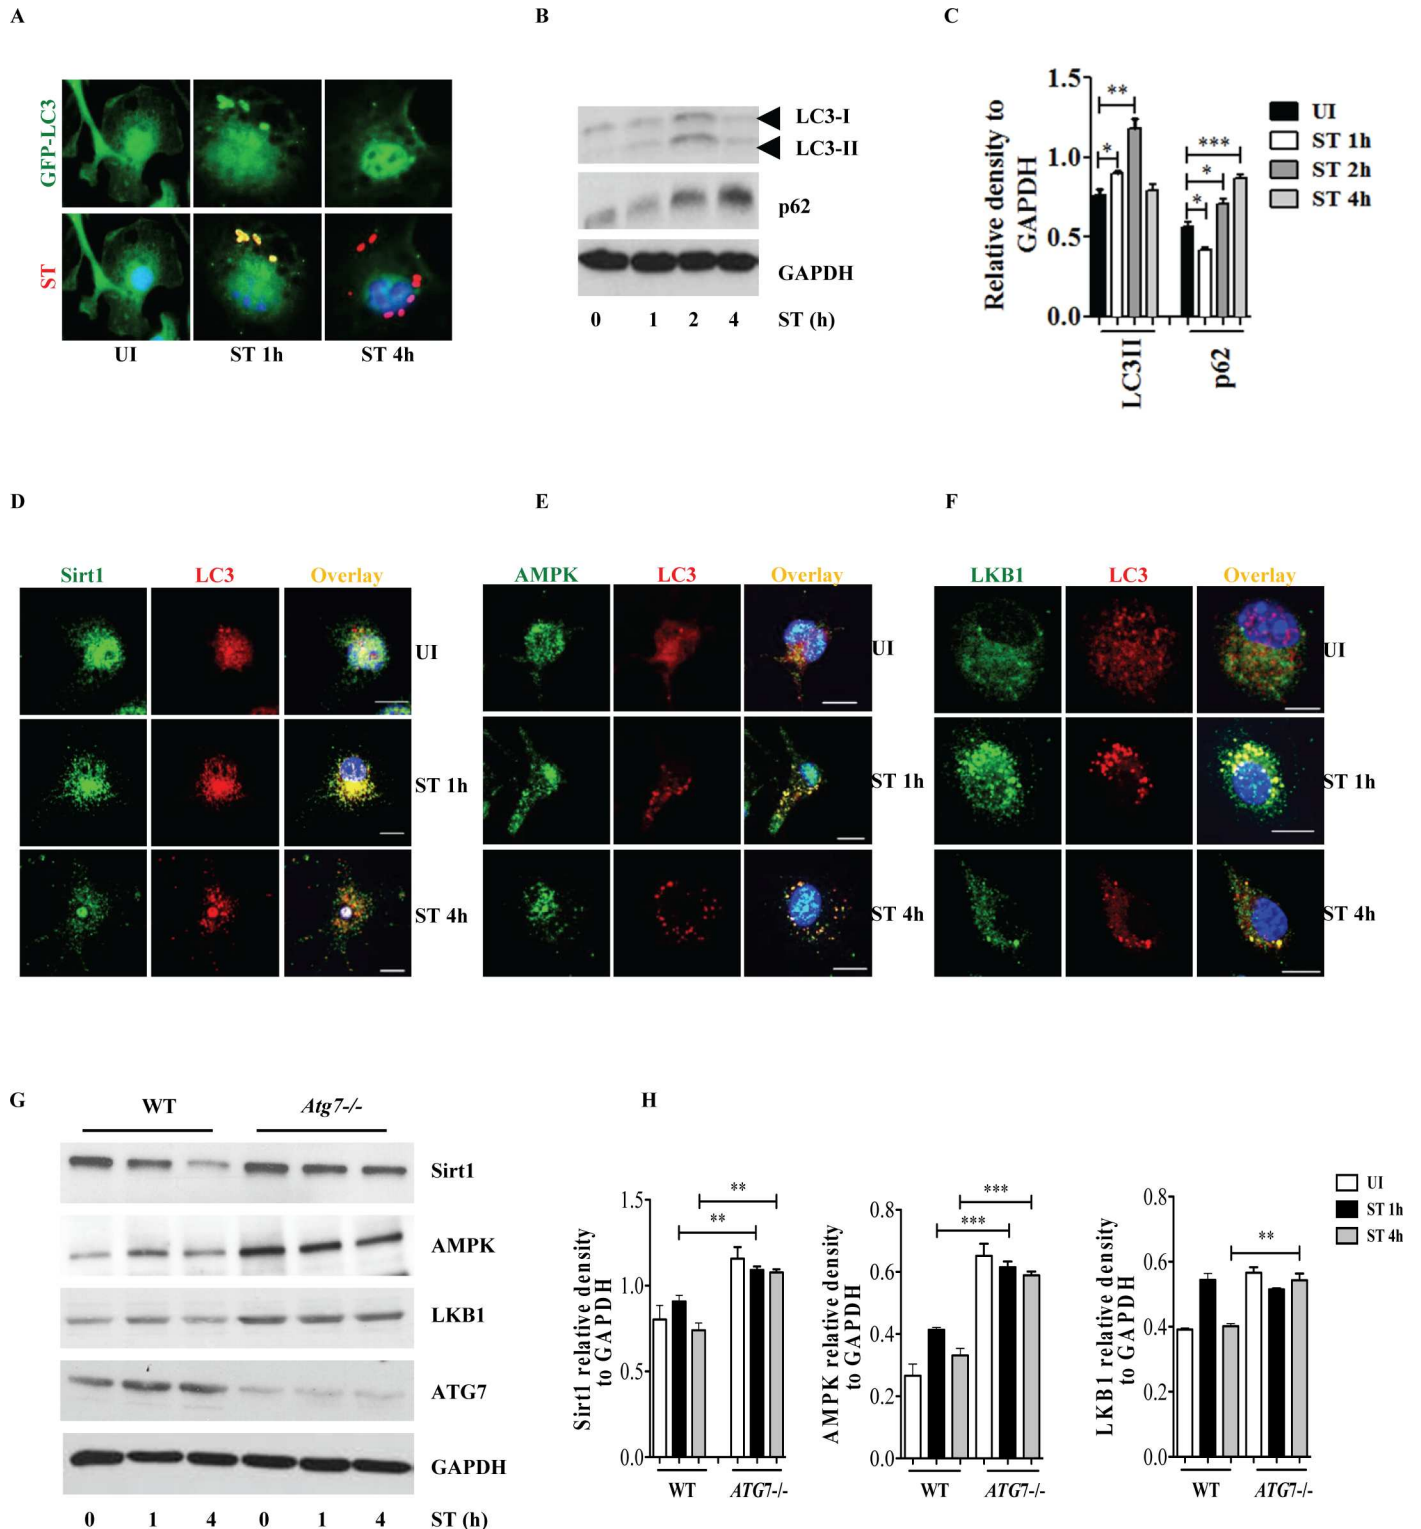 A
B
C
GFP-LC3
ST
UI
ST 1h
ST 4h
LC3-I
LC3-II
p62
GAPDH
0 1 2 4 ST (h)
Relative density to
GAPDH
1.5
1.0
0.5
0.0
**
*
***
*
*
LC3II
p62
UI
ST 1h
ST 2h
ST 4h
D
E
F
Sirt1 LC3 Overlay
UI
ST 1h
ST 4h
AMPK LC3 Overlay
UI
ST 1h
ST 4h
LKB1 LC3 Overlay
UI
ST 1h
ST 4h
G
WT Atg7-/-
Sirt1
AMPK
LKB1
ATG7
GAPDH
0 1 4 0 1 4 ST (h)
H
Sirt1 relative density
to GAPDH
1.5
1.0
0.5
0.0
**
**
WT ATG7-/-
AMPK relative density
to GAPDH
0.8
0.6
0.4
0.2
0.0
***
***
WT ATG7-/-
LKB1 relative density
to GAPDH
0.8
0.6
0.4
0.2
0.0
**
WT ATG7-/-
UI
ST 1h
ST 4h